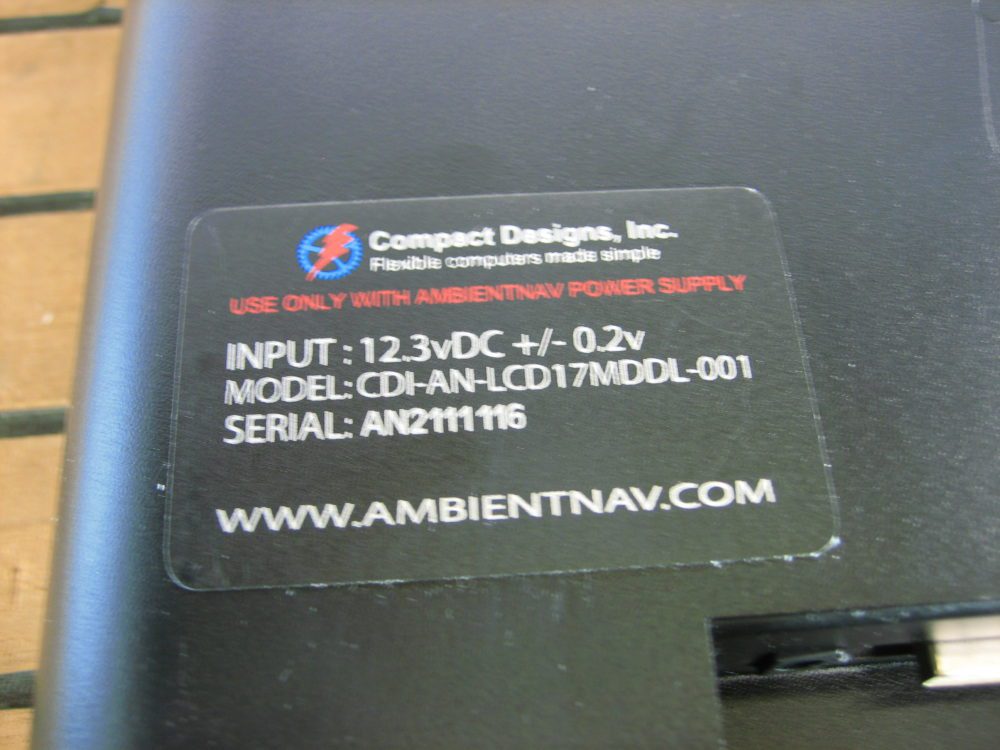 Compact Designs, Inc.
Flexible computers made simple
USE ONLY WITH AMBIENTNAV POWER SUPPLY
INPUT : 12.3vDC +/- 0.2v
MODEL: CDI-AN-LCD17MDDL-001
SERIAL: AN2111116
WWW.AMBIENTNAV.COM